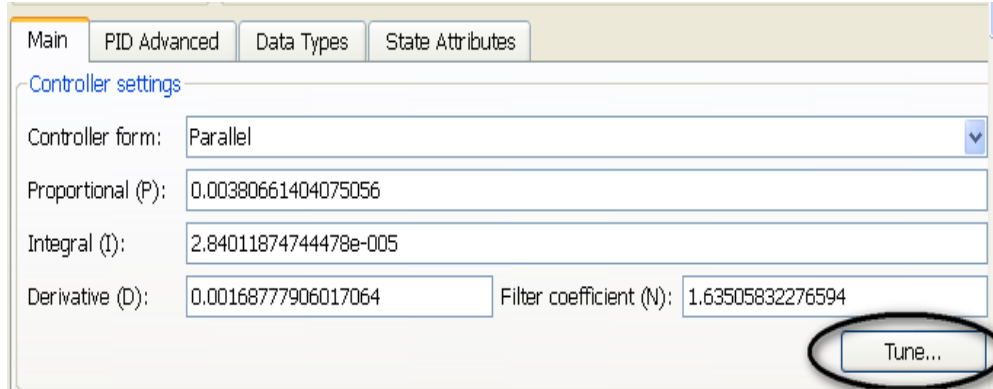 Main PID Advanced Data Types State Attributes
Controller settings
Controller form: Parallel
Proportional (P): 0.00380661404075056
Integral (I): 2.84011874744478e-005
Derivative (D): 0.00168777906017064 Filter coefficient (N): 1.63505832276594
Tune...